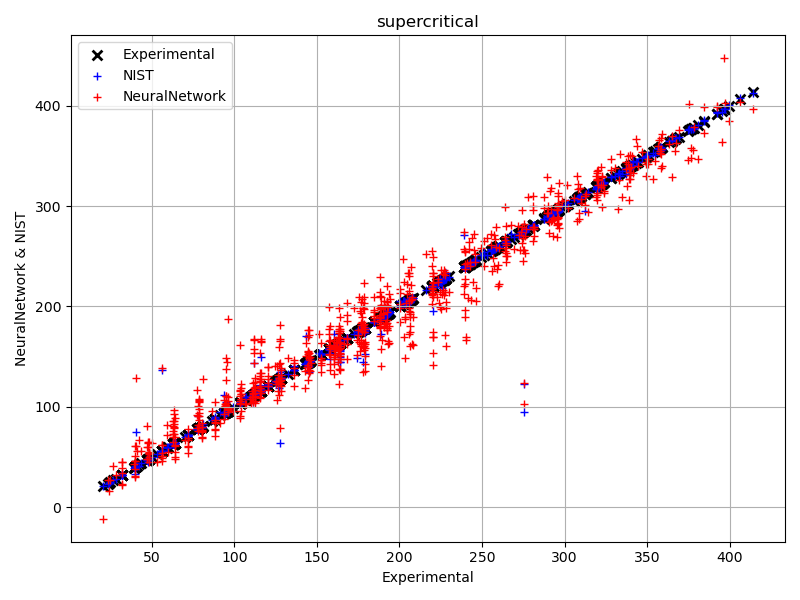 supercritical
Experimental
NIST
NeuralNetwork
NeuralNetwork & NIST
400
300
200
100
0
50 100 150 200 250 300 350 400
Experimental